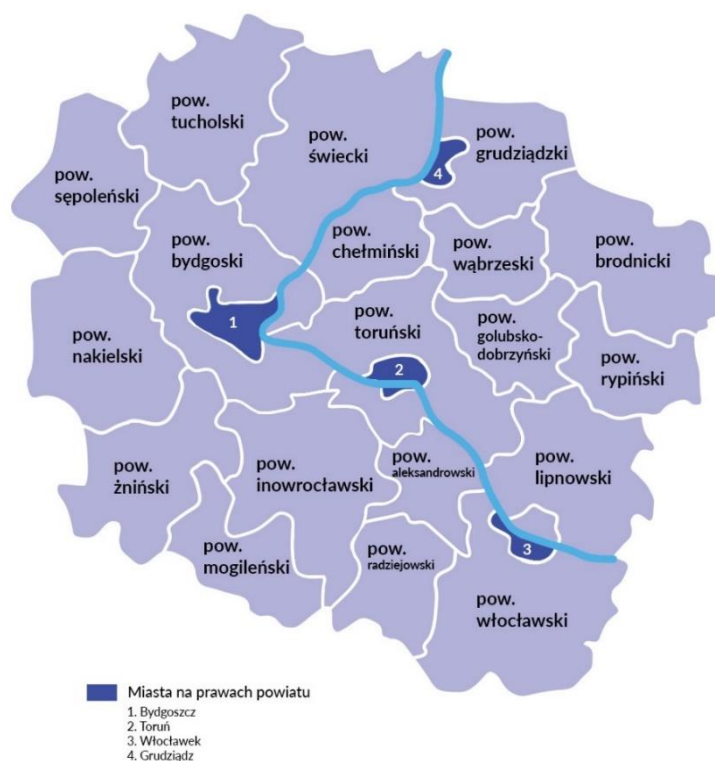 pow.
tucholski
pow.
świecki
pow.
grudziądzki
4
pow.
sępoleński
pow.
bydgoski
pow.
chełmiński
pow.
wąbrzeski
pow.
brodnicki
1
pow.
toruński
pow.
golubsko-
dobrzyński
pow.
nakielski
2
pow.
rypiński
pow.
żniński
pow.
inowrocławski
pow.
aleksandrowski
pow.
lipnowski
pow.
mogileński
pow.
radziejowski
3
pow.
włocławski
Miasta na prawach powiatu
1. Bydgoszcz
2. Toruń
3. Włocławek
4. Grudziądz